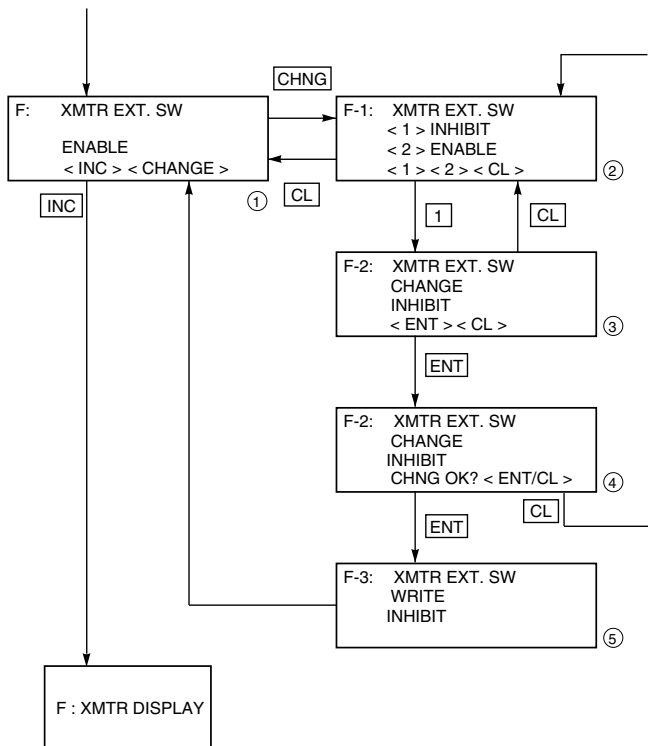 CHNG
F: XMTR EXT. SW
ENABLE
< INC > < CHANGE >
1
CL
INC
F-1: XMTR EXT. SW
< 1 > INHIBIT
< 2 > ENABLE
< 1 > < 2 > < CL >
2
1
CL
F-2: XMTR EXT. SW
CHANGE
INHIBIT
< ENT > < CL >
3
ENT
F-2: XMTR EXT. SW
CHANGE
INHIBIT
CHNG OK? < ENT/CL >
4
ENT
CL
F-3: XMTR EXT. SW
WRITE
INHIBIT
5
F : XMTR DISPLAY